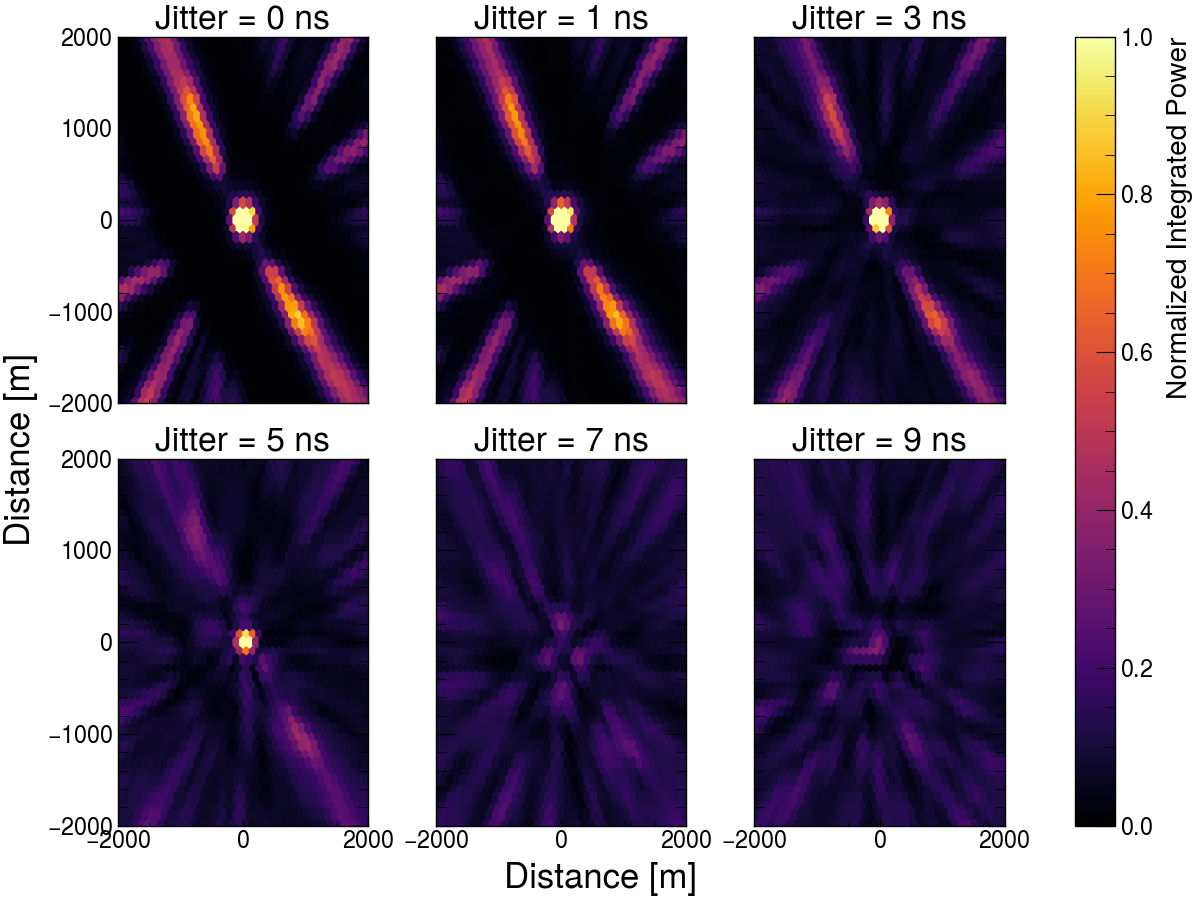 Jitter = 0 ns
Jitter = 1 ns
Jitter = 3 ns
2000
1000
0
−1000
−2000
Jitter = 5 ns
Jitter = 7 ns
Jitter = 9 ns
2000
1000
0
−1000
−2000
−2000 0 2000
−2000 0 2000
−2000 0 2000
Distance [m]
Distance [m]
1.0
0.8
0.6
0.4
0.2
0.0
Normalized Integrated Power